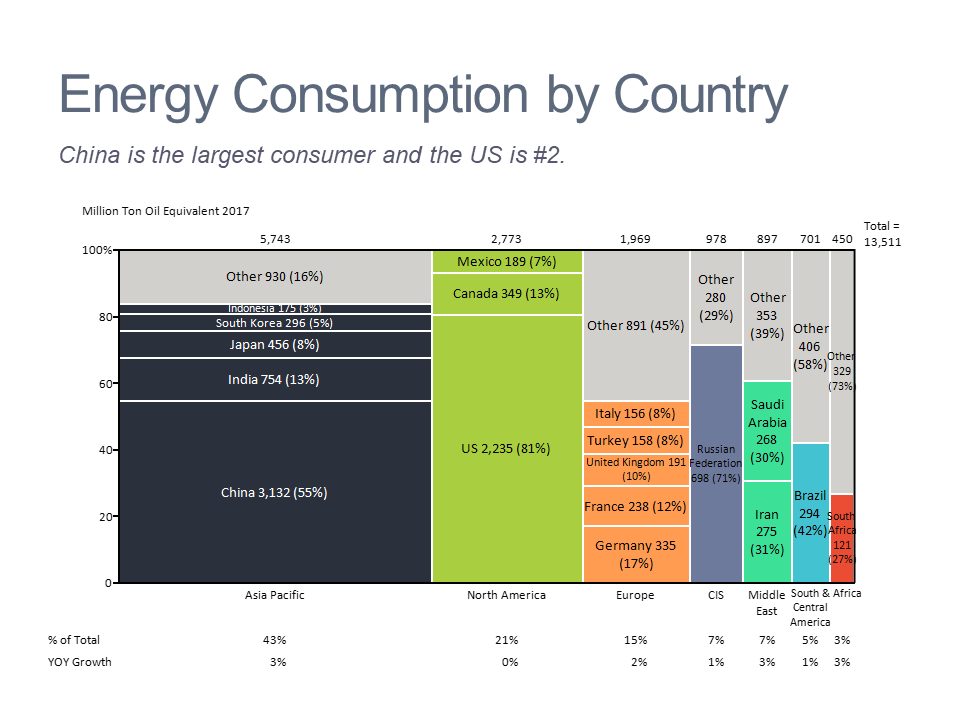 Energy Consumption by Country
China is the largest consumer and the US is #2.
Million Ton Oil Equivalent 2017
Total =
13,511
5,743 2,773 1,969 978 897 701 450
100%
80
60
40
20
0
Other 930 (16%)
Indonesia 175 (3%)
South Korea 296 (5%)
Japan 456 (8%)
India 754 (13%)
China 3,132 (55%)
Mexico 189 (7%)
Canada 349 (13%)
US 2,235 (81%)
Other 891 (45%)
Italy 156 (8%)
Turkey 158 (8%)
United Kingdom 191
(10%)
France 238 (12%)
Germany 335
(17%)
Other
280
(29%)
Russian
Federation
698 (71%)
Other
353
(39%)
Saudi
Arabia
268
(30%)
Iran
275
(31%)
Other
406
(58%)
Brazil
294
(42%)
Other
329
(73%)
South
Africa
121
(27%)
Asia Pacific
North America
Europe
CIS
Middle
East
South &
Central
America
Africa
% of Total 43% 21% 15% 7% 7% 5% 3%
YOY Growth 3% 0% 2% 1% 3% 1% 3%